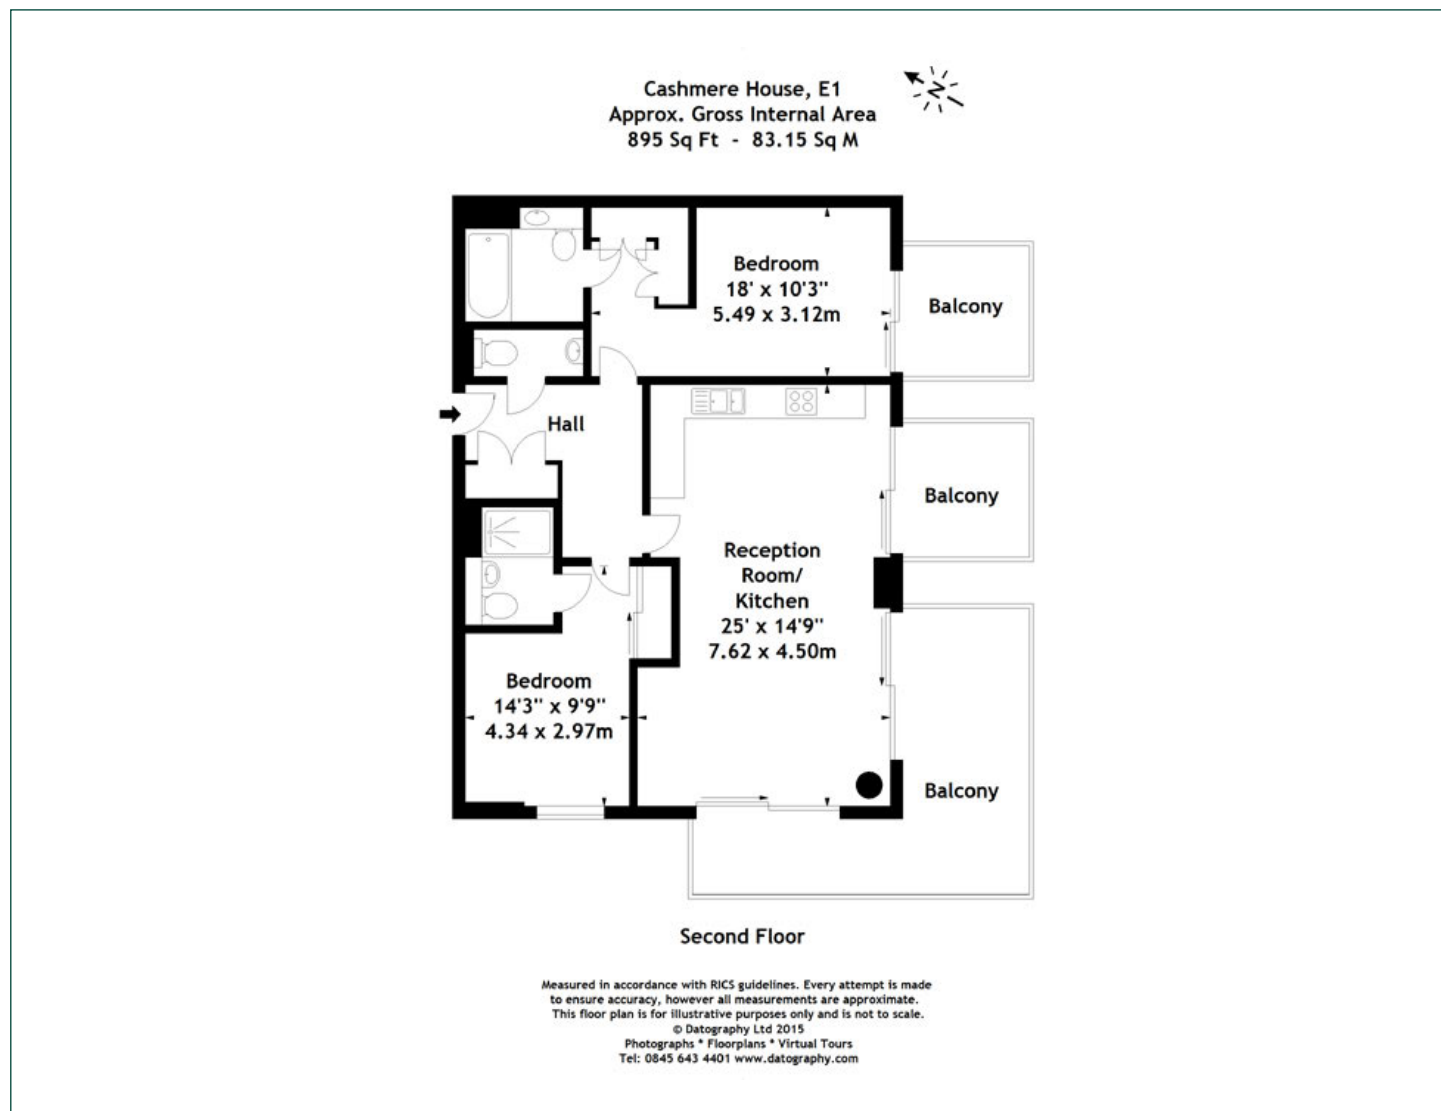 Cashmere House, E1
Approx. Gross Internal Area
895 Sq Ft - 83.15 Sq M
N
Bedroom
18' x 10'3"
5.49 x 3.12m
Balcony
Hall
Balcony
Reception
Room/
Kitchen
25' x 14'9"
7.62 x 4.50m
Bedroom
14'3" x 9'9"
4.34 x 2.97m
Balcony
Second Floor
Measured in accordance with RICS guidelines. Every attempt is made
to ensure accuracy, however all measurements are approximate.
This floor plan is for illustrative purposes only and is not to scale.
© Datography Ltd 2015
Photographs * Floorplans * Virtual Tours
Tel: 0845 643 4401 www.datography.com